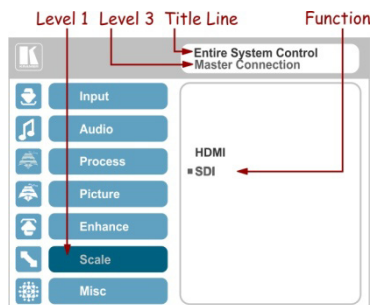 Level 1 Level 3 Title Line Function
Entire System Control
Master Connection
Input
Audio
Process
Picture
Enhance
Scale
Misc
HDMI
SDI